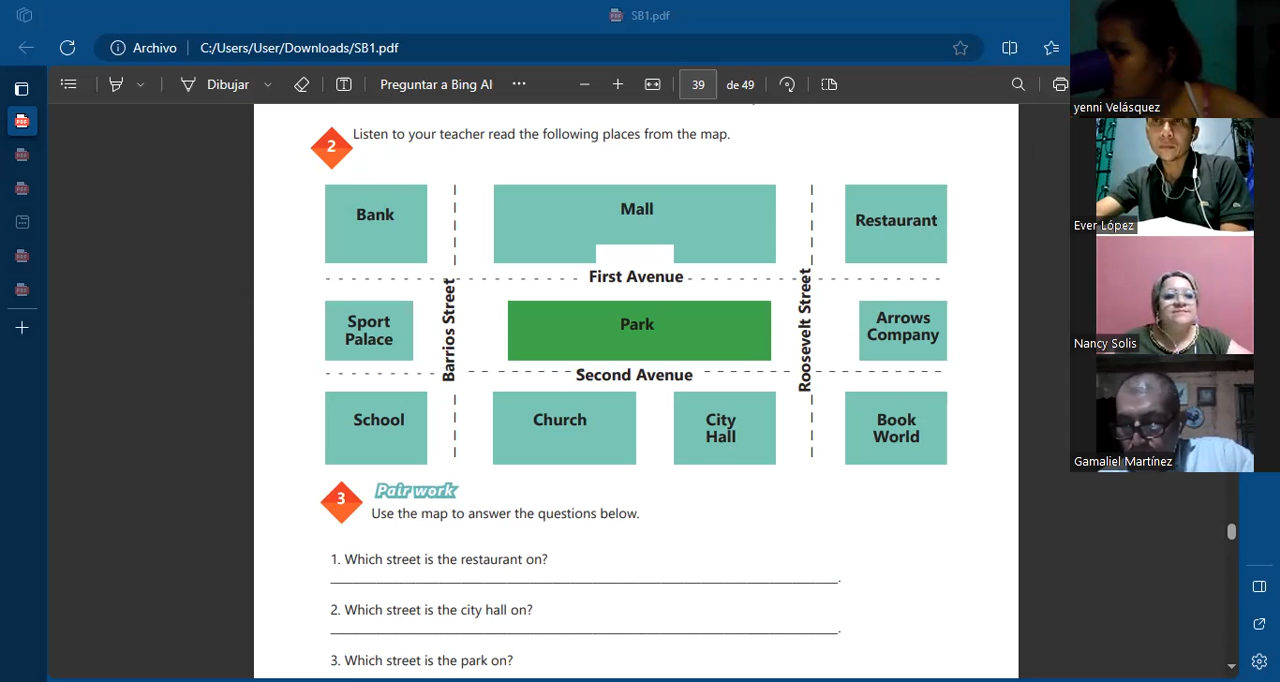 SB1.pdf
Archivo C:/Users/User/Downloads/SB1.pdf
Dibujar Preguntar a Bing AI 39 de 49
2 Listen to your teacher read the following places from the map.
Bank Mall Restaurant
First Avenue
Barrios Street
Roosevelt Street
Sport
Palace
Park
Arrows
Company
Second Avenue
School Church
City
Hall
Book
World
3 Pair work
Use the map to answer the questions below.
1. Which street is the restaurant on?
2. Which street is the city hall on?
3. Which street is the park on?
yenni Velásquez
Ever López
Nancy Solis
Gamaliel Martínez